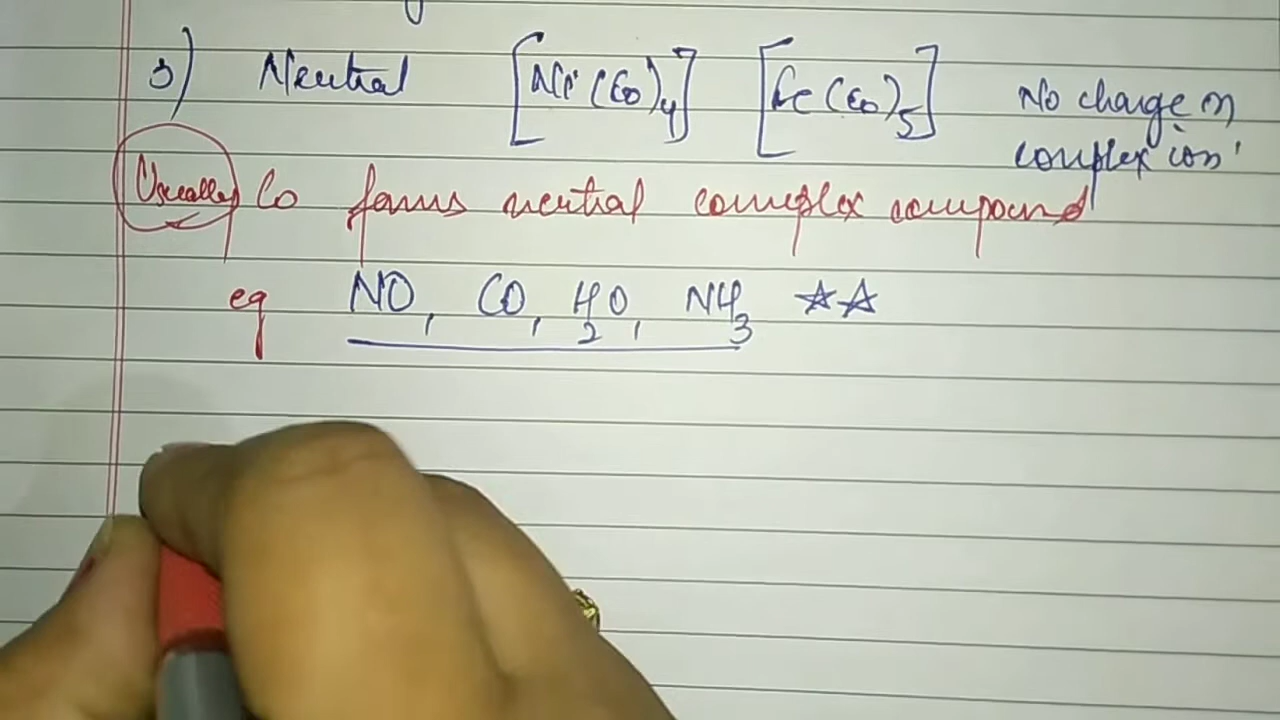 3) Neutral [Ni(CO)4] [Fe(CO)5] No charge on
complex ion'
Usually Co forms neutral complex compound
eg NO, CO, H2O, NH3 ☆☆